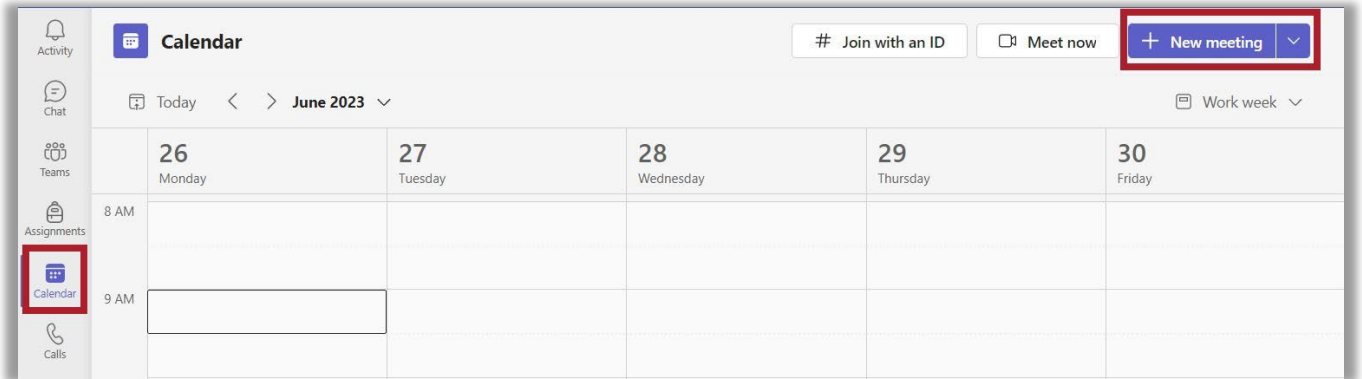 Activity
Chat
Teams
Assignments
Calendar
Calls
Calendar
# Join with an ID
Meet now
+ New meeting
Today
June 2023
Work week
26
Monday
27
Tuesday
28
Wednesday
29
Thursday
30
Friday
8 AM
9 AM